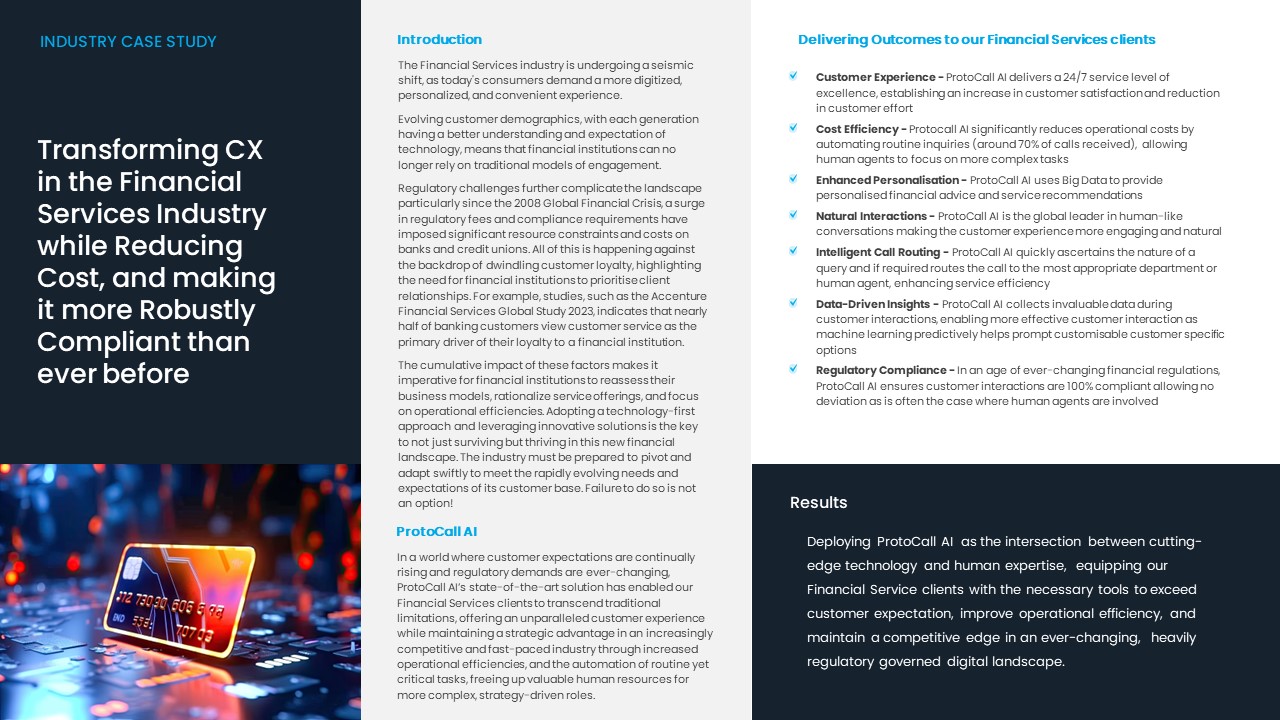 INDUSTRY CASE STUDY
Transforming CX
in the Financial
Services Industry
while Reducing
Cost, and making
it more Robustly
Compliant than
ever before
Introduction
The Financial Services industry is undergoing a seismic
shift, as today's consumers demand a more digitized,
personalized, and convenient experience.
Evolving customer demographics, with each generation
having a better understanding and expectation of
technology, means that financial institutions can no
longer rely on traditional models of engagement.
Regulatory challenges further complicate the landscape
particularly since the 2008 Global Financial Crisis, a surge
in regulatory fees and compliance requirements have
imposed significant resource constraints and costs on
banks and credit unions. All of this is happening against
the backdrop of dwindling customer loyalty, highlighting
the need for financial institutions to prioritise client
relationships. For example, studies, such as the Accenture
Financial Services Global Study 2023, indicates that nearly
half of banking customers view customer service as the
primary driver of their loyalty to a financial institution.
The cumulative impact of these factors makes it
imperative for financial institutions to reassess their
business models, rationalize service offerings, and focus
on operational efficiencies. Adopting a technology-first
approach and leveraging innovative solutions is the key
to not just surviving but thriving in this new financial
landscape. The industry must be prepared to pivot and
adapt swiftly to meet the rapidly evolving needs and
expectations of its customer base. Failure to do so is not
an option!
ProtoCall AI
In a world where customer expectations are continually
rising and regulatory demands are ever-changing,
ProtoCall AI's state-of-the-art solution has enabled our
Financial Services clients to transcend traditional
limitations, offering an unparalleled customer experience
while maintaining a strategic advantage in an increasingly
competitive and fast-paced industry through increased
operational efficiencies, and the automation of routine yet
critical tasks, freeing up valuable human resources for
more complex, strategy-driven roles.
Delivering Outcomes to our Financial Services clients
Customer Experience - ProtoCall AI delivers a 24/7 service level of
excellence, establishing an increase in customer satisfaction and reduction
in customer effort
Cost Efficiency - Protocall AI significantly reduces operational costs by
automating routine inquiries (around 70% of calls received), allowing
human agents to focus on more complex tasks
Enhanced Personalisation - ProtoCall AI uses Big Data to provide
personalised financial advice and service recommendations
Natural Interactions - ProtoCall AI is the global leader in human-like
conversations making the customer experience more engaging and natural
Intelligent Call Routing - ProtoCall AI quickly ascertains the nature of a
query and if required routes the call to the most appropriate department or
human agent, enhancing service efficiency
Data-Driven Insights - ProtoCall AI collects invaluable data during
customer interactions, enabling more effective customer interaction as
machine learning predictively helps prompt customisable customer specific
options
Regulatory Compliance - In an age of ever-changing financial regulations,
ProtoCall AI ensures customer interactions are 100% compliant allowing no
deviation as is often the case where human agents are involved
Results
Deploying ProtoCall AI as the intersection between cutting-
edge technology and human expertise, equipping our
Financial Service clients with the necessary tools to exceed
customer expectation, improve operational efficiency, and
maintain a competitive edge in an ever-changing, heavily
regulatory governed digital landscape.